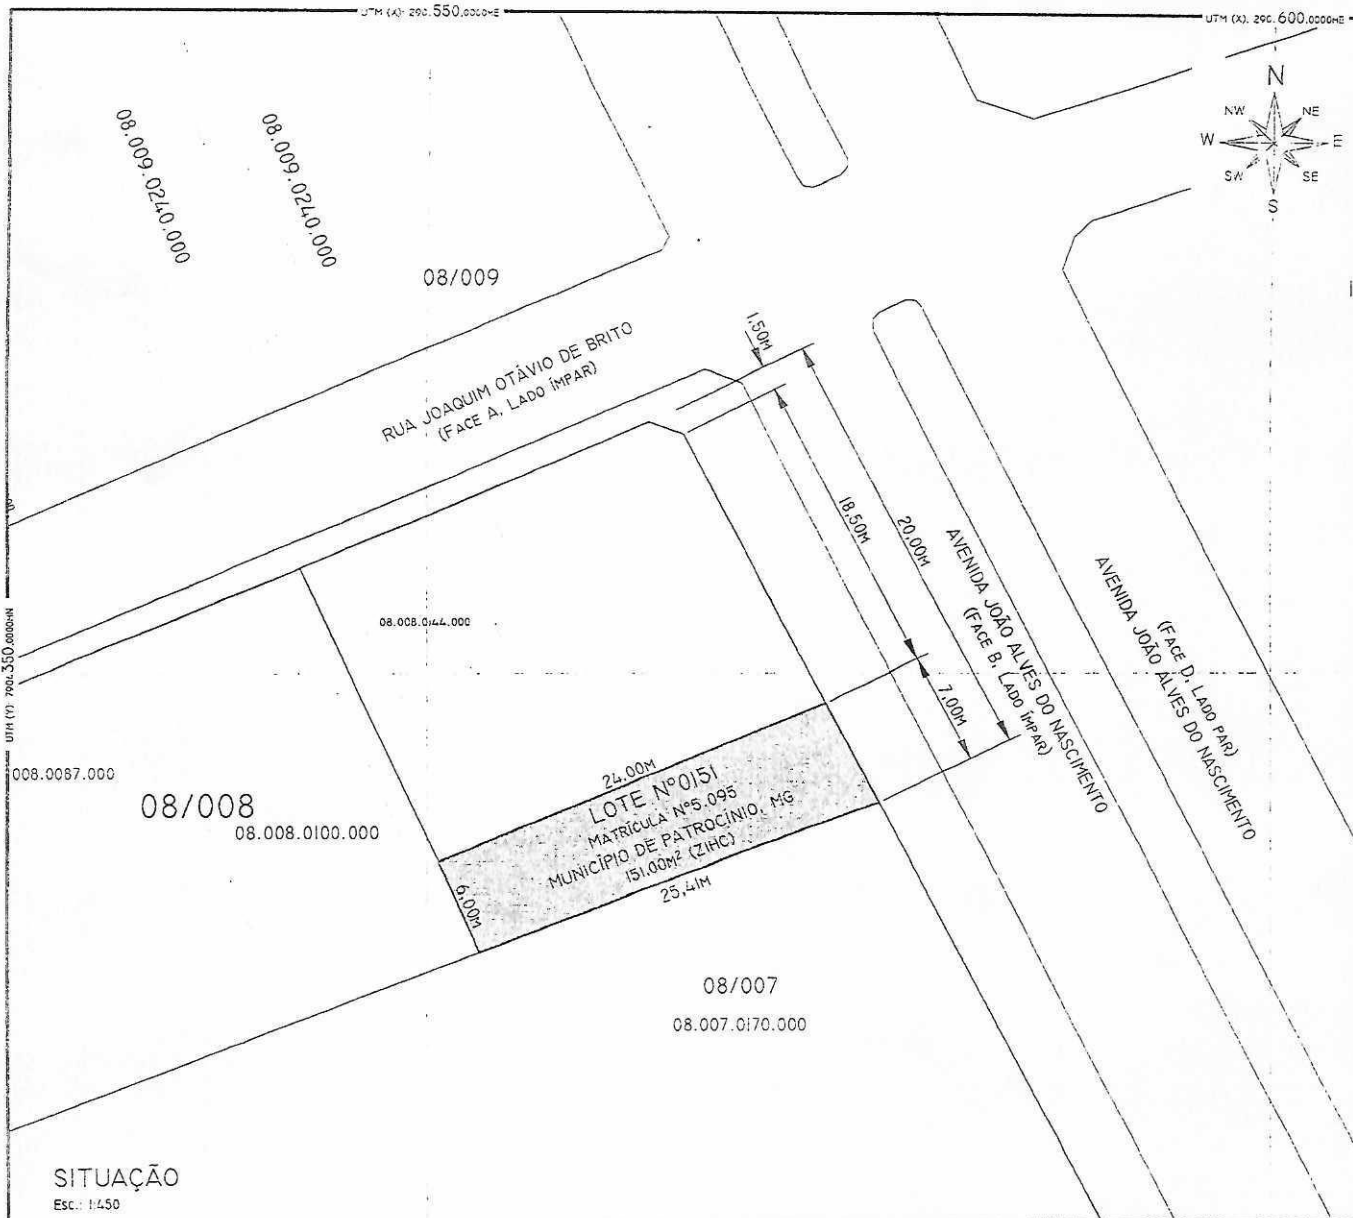 UTM (X): 290.550,0000mE
UTM (X): 290.600,0000mE
N
NW
NE
W
E
SW
SE
S
08.009.0240.000
08.009.0240.000
08/009
RUA JOAQUIM OTÁVIO DE BRITO
(FACE A, LADO ÍMPAR)
1,50M
18,50M
20,00M
7,00M
AVENIDA JOÃO ALVES DO NASCIMENTO
(FACE B, LADO ÍMPAR)
(FACE D, LADO PAR)
AVENIDA JOÃO ALVES DO NASCIMENTO
08.008.0144.000
008.0087.000
08/008
08.008.0100.000
24,00M
LOTE Nº0151
MATRÍCULA Nº5.095
MUNICÍPIO DE PATROCÍNIO, MG
151,00M² (ZIHC)
25,41M
6,00M
08/007
08.007.0170.000
SITUAÇÃO
ESC.: 1:450